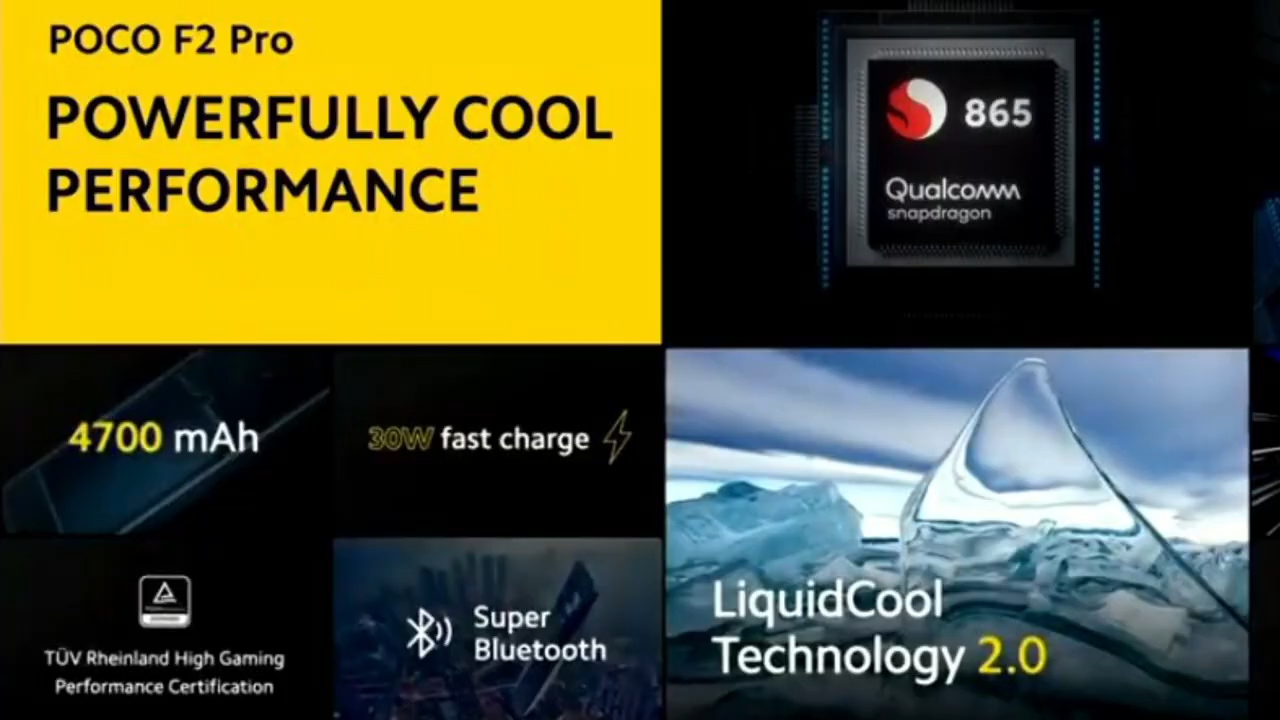 POCO F2 Pro
POWERFULLY COOL
PERFORMANCE
865
Qualcomm
snapdragon
4700 mAh
30W fast charge
TÜV Rheinland High Gaming
Performance Certification
Super
Bluetooth
LiquidCool
Technology 2.0